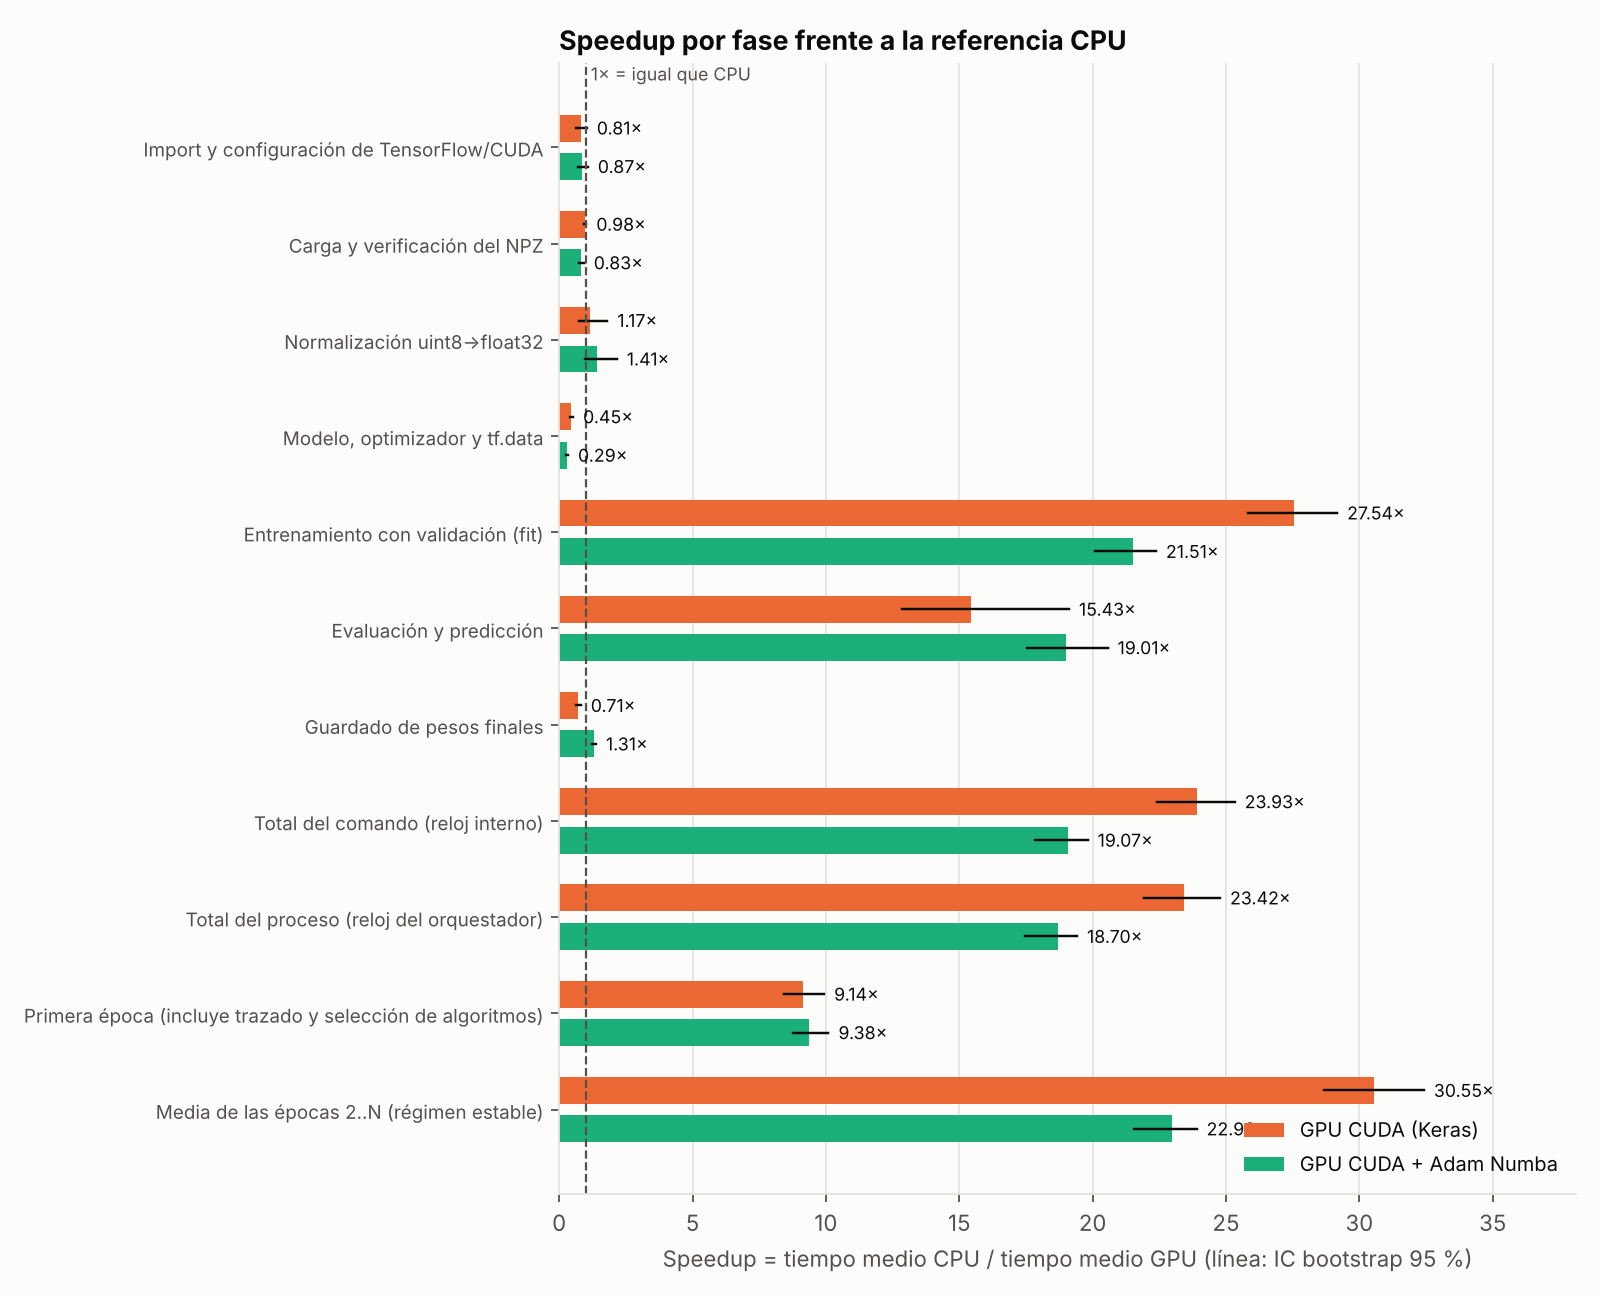 Speedup por fase frente a la referencia CPU
1× = igual que CPU
Import y configuración de TensorFlow/CUDA
0.81×
0.87×
Carga y verificación del NPZ
0.98×
0.83×
Normalización uint8→float32
1.17×
1.41×
Modelo, optimizador y tf.data
0.45×
0.29×
Entrenamiento con validación (fit)
27.54×
21.51×
Evaluación y predicción
15.43×
19.01×
Guardado de pesos finales
0.71×
1.31×
Total del comando (reloj interno)
23.93×
19.07×
Total del proceso (reloj del orquestador)
23.42×
18.70×
Primera época (incluye trazado y selección de algoritmos)
9.14×
9.38×
Media de las épocas 2..N (régimen estable)
30.55×
GPU CUDA (Keras)
GPU CUDA + Adam Numba
0 5 10 15 20 25 30 35
Speedup = tiempo medio CPU / tiempo medio GPU (línea: IC bootstrap 95 %)